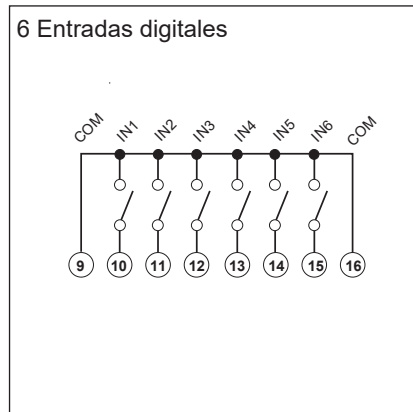 6 Entradas digitales
COM IN1 IN2 IN3 IN4 IN5 IN6 COM
9 10 11 12 13 14 15 16